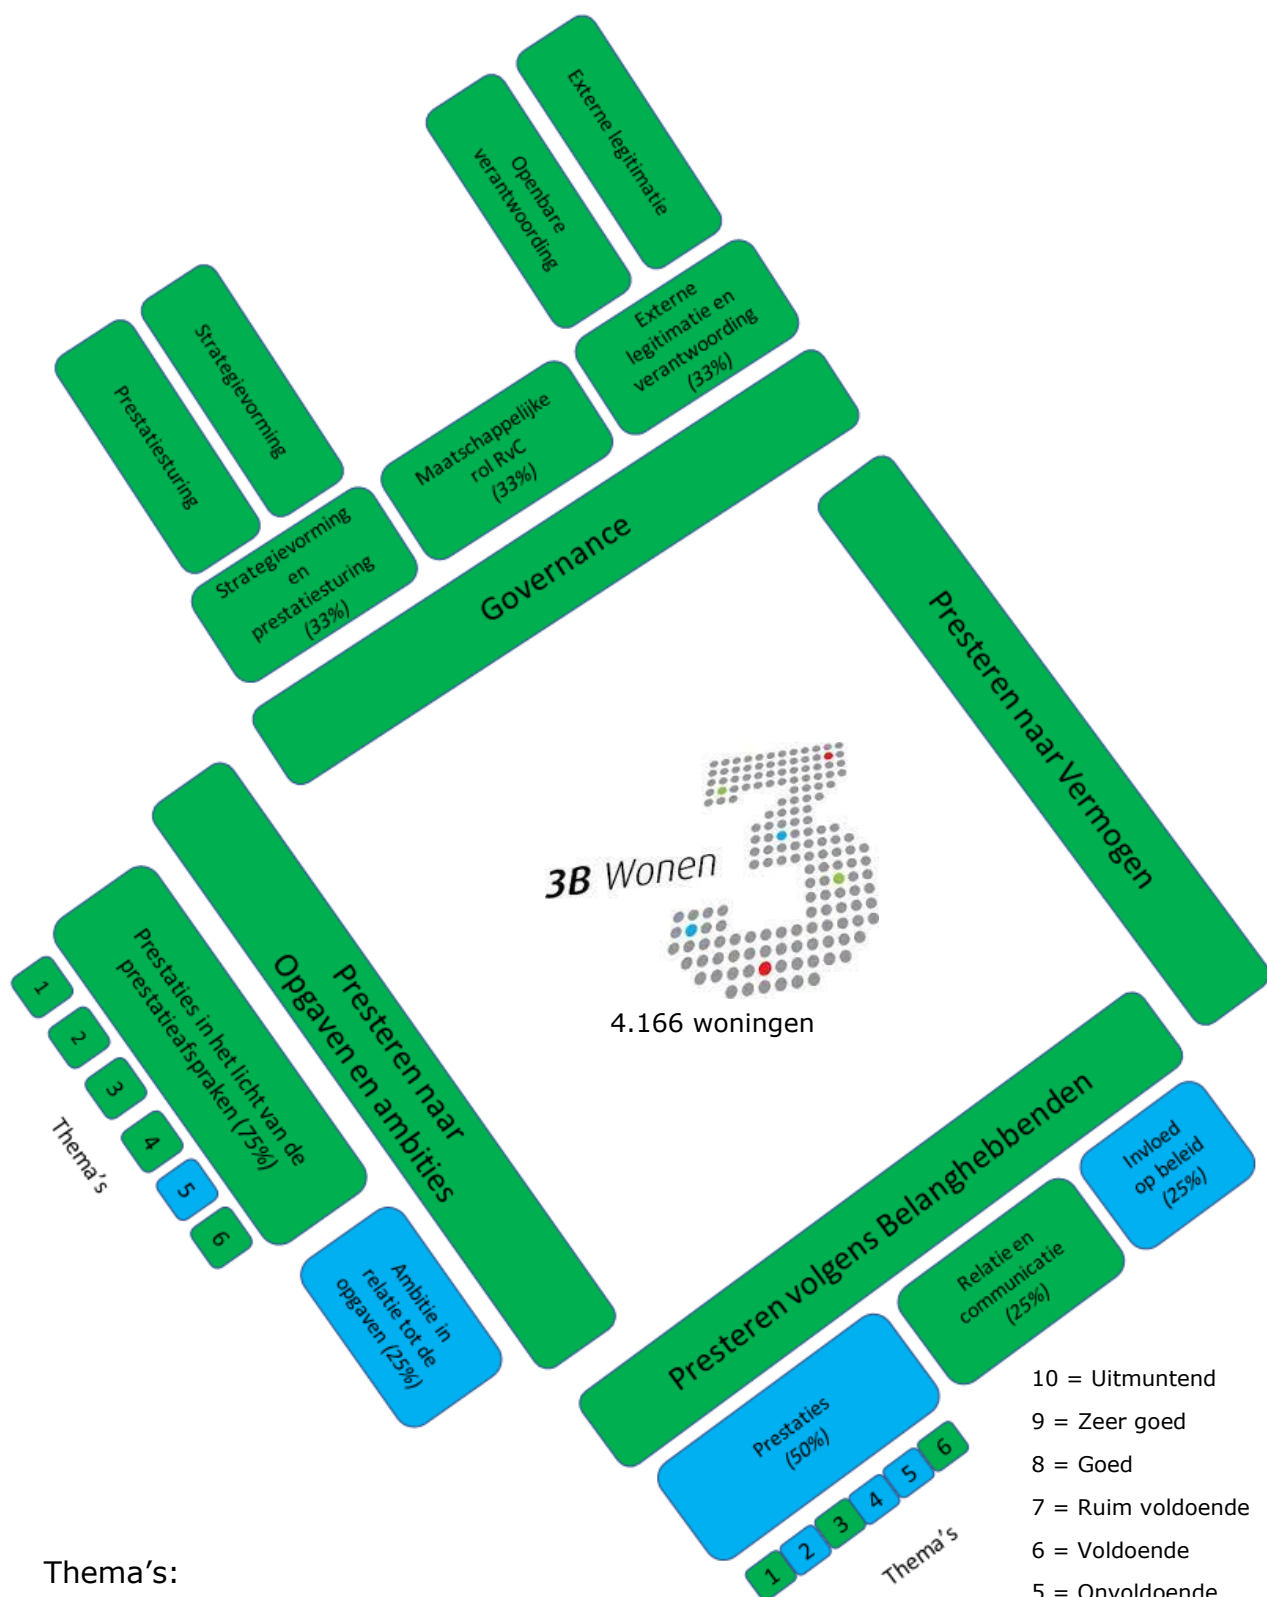 Externe legitimatie
Openbare
verantwoording
Externe
legitimatie en
verantwoording
(33%)
Strategievorming
Prestatiesturing
Maatschappelijke
rol RvC
(33%)
Strategievorming
en
prestatiesturing
(33%)
Governance
Presteren naar Vermogen
3B Wonen
4.166 woningen
Presteren naar
Opgaven en ambities
Prestaties in het licht van de
prestatieafspraken (75%)
1
2
3
4
5
6
Thema's
Ambitie in
relatie tot de
opgaven (25%)
Presteren volgens Belanghebbenden
Invloed
op beleid
(25%)
Relatie en
communicatie
(25%)
Prestaties
(50%)
1
2
3
4
5
6
Thema's
10 = Uitmuntend
9 = Zeer goed
8 = Goed
7 = Ruim voldoende
6 = Voldoende
5 = Onvoldoende
Thema's: